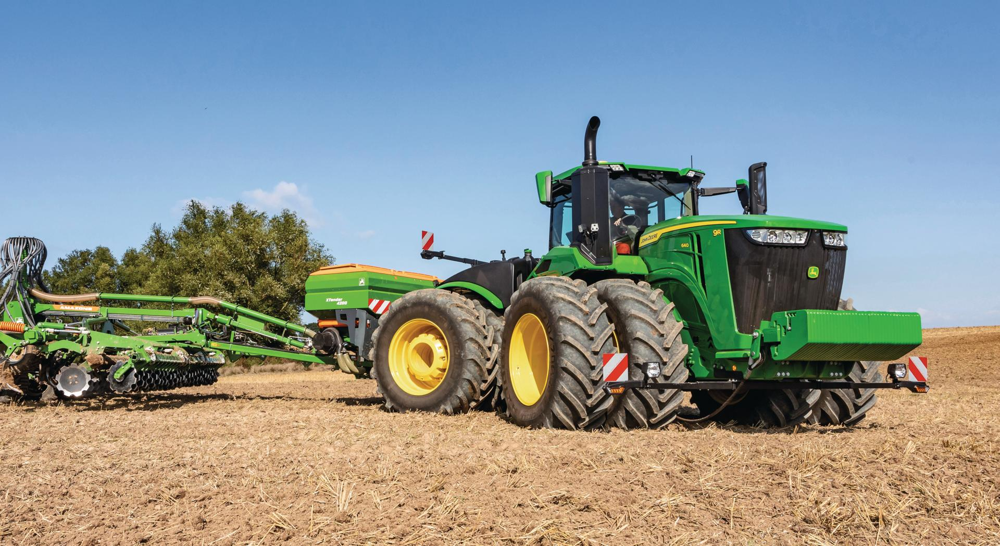 AMAZONE
XTender
4200
JOHN DEERE
640
9R